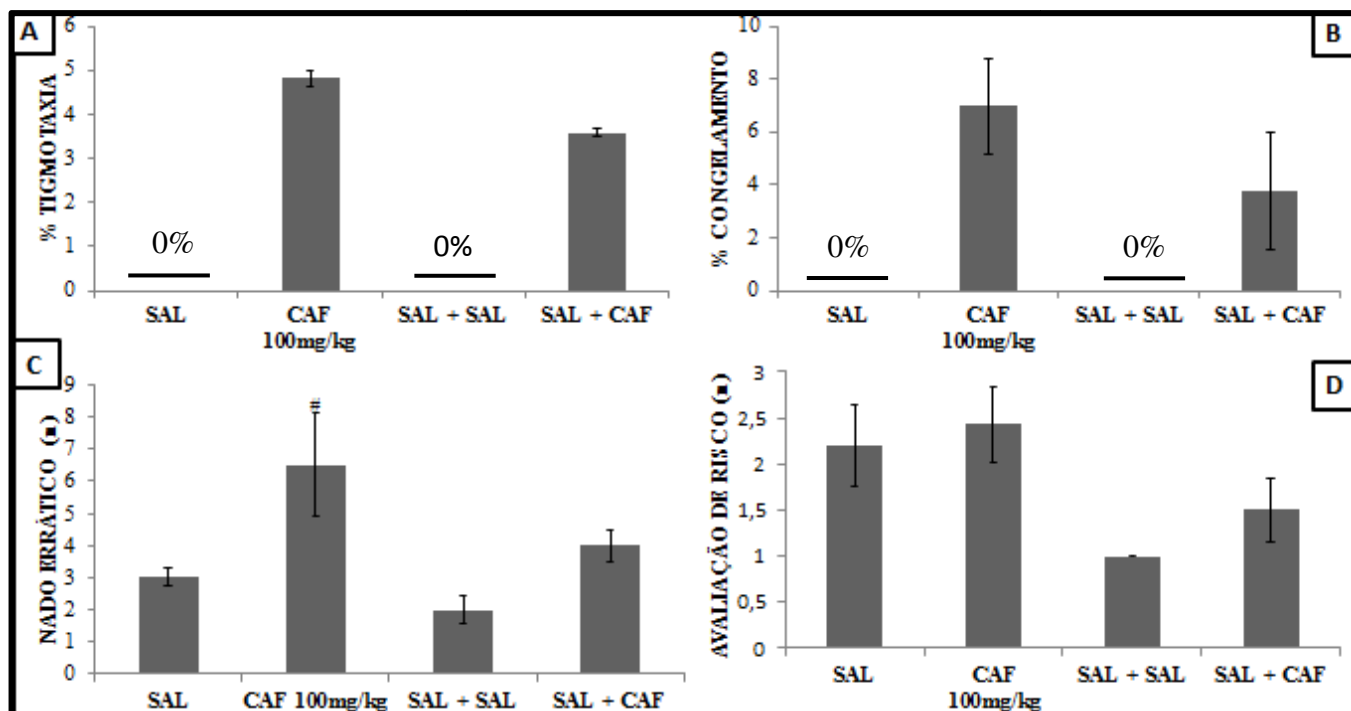 A
% TIGMOTAXIA
6
5
4
3
2
1
0
0%
0%
SAL
CAF
100mg/kg
SAL + SAL
SAL + CAF
B
% CONGELAMENTO
10
8
6
4
2
0
0%
0%
SAL
CAF
100mg/kg
SAL + SAL
SAL + CAF
C
NADO ERRÁTICO (n)
9
8
7
6
5
4
3
2
1
0
#
SAL
CAF 100mg/kg
SAL + SAL
SAL + CAF
D
AVALIAÇÃO DE RISCO (n)
3
2,5
2
1,5
1
0,5
0
SAL
CAF
100mg/kg
SAL + SAL
SAL + CAF